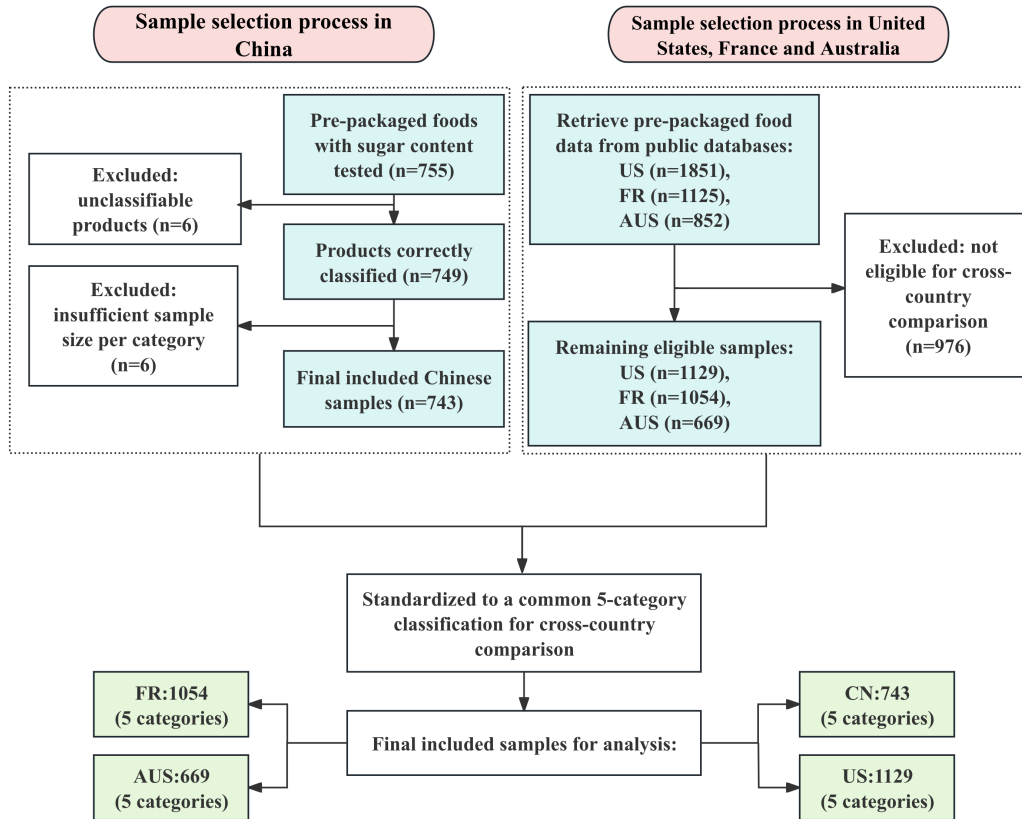 Sample selection process in
China
Sample selection process in United
States, France and Australia
Pre-packaged foods
with sugar content
tested (n=755)
Excluded:
unclassifiable
products (n=6)
Products correctly
classified (n=749)
Excluded:
insufficient sample
size per category
(n=6)
Final included Chinese
samples (n=743)
Retrieve pre-packaged food
data from public databases:
US (n=1851),
FR (n=1125),
AUS (n=852)
Excluded: not
eligible for cross-
country
comparison
(n=976)
Remaining eligible samples:
US (n=1129),
FR (n=1054),
AUS (n=669)
Standardized to a common 5-category
classification for cross-country
comparison
Final included samples for analysis:
FR:1054
(5 categories)
AUS:669
(5 categories)
CN:743
(5 categories)
US:1129
(5 categories)